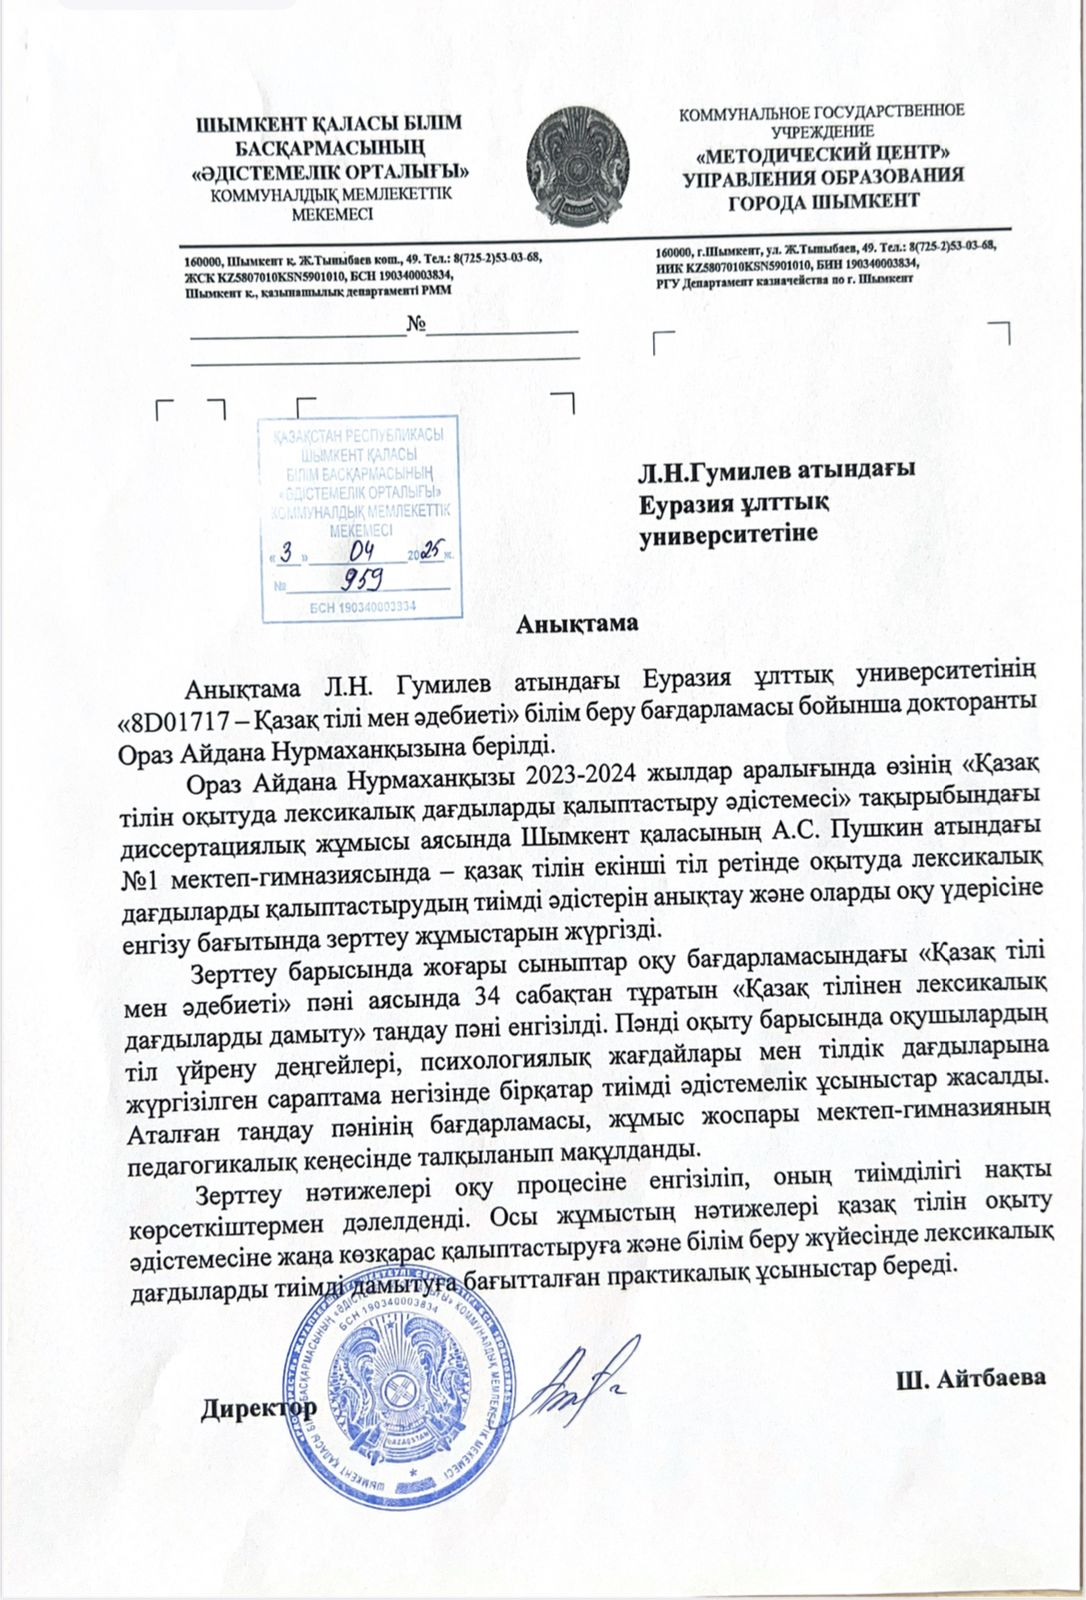 ШЫМКЕНТ ҚАЛАСЫ БІЛІМ
БАСҚАРМАСЫНЫҢ
«ӘДІСТЕМЕЛІК ОРТАЛЫҒЫ»
КОММУНАЛДЫҚ МЕМЛЕКЕТТІК
МЕКЕМЕСІ
КОММУНАЛЬНОЕ ГОСУДАРСТВЕННОЕ
УЧРЕЖДЕНИЕ
«МЕТОДИЧЕСКИЙ ЦЕНТР»
УПРАВЛЕНИЯ ОБРАЗОВАНИЯ
ГОРОДА ШЫМКЕНТ
160000, Шымкент қ. Ж.Тыныбаев көш., 49. Тел.: 8(725-2)53-03-68,
ЖСК KZ5807010KSN5901010, БСН 190340003834,
Шымкент қ., қазынашылық департаменті РММ
160000, г.Шымкент, ул. Ж.Тыныбаев, 49. Тел.: 8(725-2)53-03-68,
ИИК KZ5807010KSN5901010, БИН 190340003834,
РГУ Департамент казначейства по г. Шымкент
№
ҚАЗАҚСТАН РЕСПУБЛИКАСЫ
ШЫМКЕНТ ҚАЛАСЫ
БІЛІМ БАСҚАРМАСЫНЫҢ
«ӘДІСТЕМЕЛІК ОРТАЛЫҒЫ»
КОММУНАЛДЫҚ МЕМЛЕКЕТТІК
МЕКЕМЕСІ
«3» 04 2025 ж.
№ 959
БСН 190340003834
Л.Н.Гумилев атындағы
Еуразия ұлттық
университетіне
Анықтама
Анықтама Л.Н. Гумилев атындағы Еуразия ұлттық университетінің
«8D01717 – Қазақ тілі мен әдебиеті» білім беру бағдарламасы бойынша докторанты
Ораз Айдана Нурмаханқызына берілді.
Ораз Айдана Нурмаханқызы 2023-2024 жылдар аралығында өзінің «Қазақ
тілін оқытуда лексикалық дағдыларды қалыптастыру әдістемесі» тақырыбындағы
диссертациялық жұмысы аясында Шымкент қаласының А.С. Пушкин атындағы
№1 мектеп-гимназиясында – қазақ тілін екінші тіл ретінде оқытуда лексикалық
дағдыларды қалыптастырудың тиімді әдістерін анықтау және оларды оқу үдерісіне
енгізу бағытында зерттеу жұмыстарын жүргізді.
Зерттеу барысында жоғары сыныптар оқу бағдарламасындағы «Қазақ тілі
мен әдебиеті» пәні аясында 34 сабақтан тұратын «Қазақ тілінен лексикалық
дағдыларды дамыту» таңдау пәні енгізілді. Пәнді оқыту барысында оқушылардың
тіл үйрену деңгейлері, психологиялық жағдайлары мен тілдік дағдыларына
жүргізілген сараптама негізінде бірқатар тиімді әдістемелік ұсыныстар жасалды.
Аталған таңдау пәнінің бағдарламасы, жұмыс жоспары мектеп-гимназияның
педагогикалық кеңесінде талқыланып мақұлданды.
Зерттеу нәтижелері оқу процесіне енгізіліп, оның тиімділігі нақты
көрсеткіштермен дәлелденді. Осы жұмыстың нәтижелері қазақ тілін оқыту
әдістемесіне жаңа көзқарас қалыптастыруға және білім беру жүйесінде лексикалық
дағдыларды тиімді дамытуға бағытталған практикалық ұсыныстар береді.
БСН 190340003834
QAZAQSTAN
Директор
Ш. Айтбаева